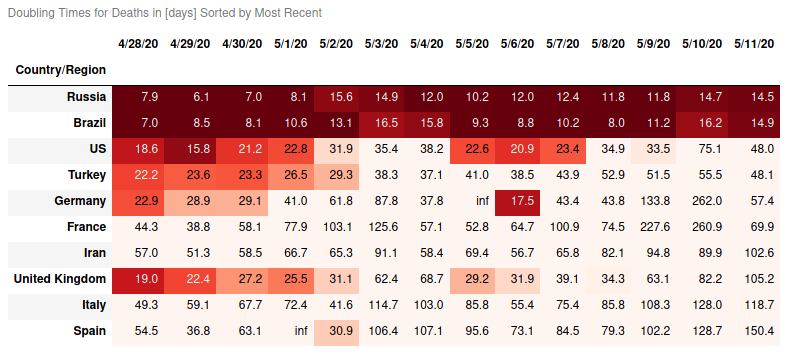 Doubling Times for Deaths in [days] Sorted by Most Recent
4/28/20 4/29/20 4/30/20 5/1/20 5/2/20 5/3/20 5/4/20 5/5/20 5/6/20 5/7/20 5/8/20 5/9/20 5/10/20 5/11/20
Country/Region
Russia 7.9 6.1 7.0 8.1 15.6 14.9 12.0 10.2 12.0 12.4 11.8 11.8 14.7 14.5
Brazil 7.0 8.5 8.1 10.6 13.1 16.5 15.8 9.3 8.8 10.2 8.0 11.2 16.2 14.9
US 18.6 15.8 21.2 22.8 31.9 35.4 38.2 22.6 20.9 23.4 34.9 33.5 75.1 48.0
Turkey 22.2 23.6 23.3 26.5 29.3 38.3 37.1 41.0 38.5 43.9 52.9 51.5 55.5 48.1
Germany 22.9 28.9 29.1 41.0 61.8 87.8 37.8 inf 17.5 43.4 43.8 133.8 262.0 57.4
France 44.3 38.8 58.1 77.9 103.1 125.6 57.1 52.8 64.7 100.9 74.5 227.6 260.9 69.9
Iran 57.0 51.3 58.5 66.7 65.3 91.1 58.4 69.4 56.7 65.8 82.1 94.8 89.9 102.6
United Kingdom 19.0 22.4 27.2 25.5 31.1 62.4 68.7 29.2 31.9 39.1 34.3 63.1 82.2 105.2
Italy 49.3 59.1 67.7 72.4 41.6 114.7 103.0 85.8 55.4 75.4 85.8 108.3 128.0 118.7
Spain 54.5 36.8 63.1 inf 30.9 106.4 107.1 95.6 73.1 84.5 79.3 102.2 128.7 150.4